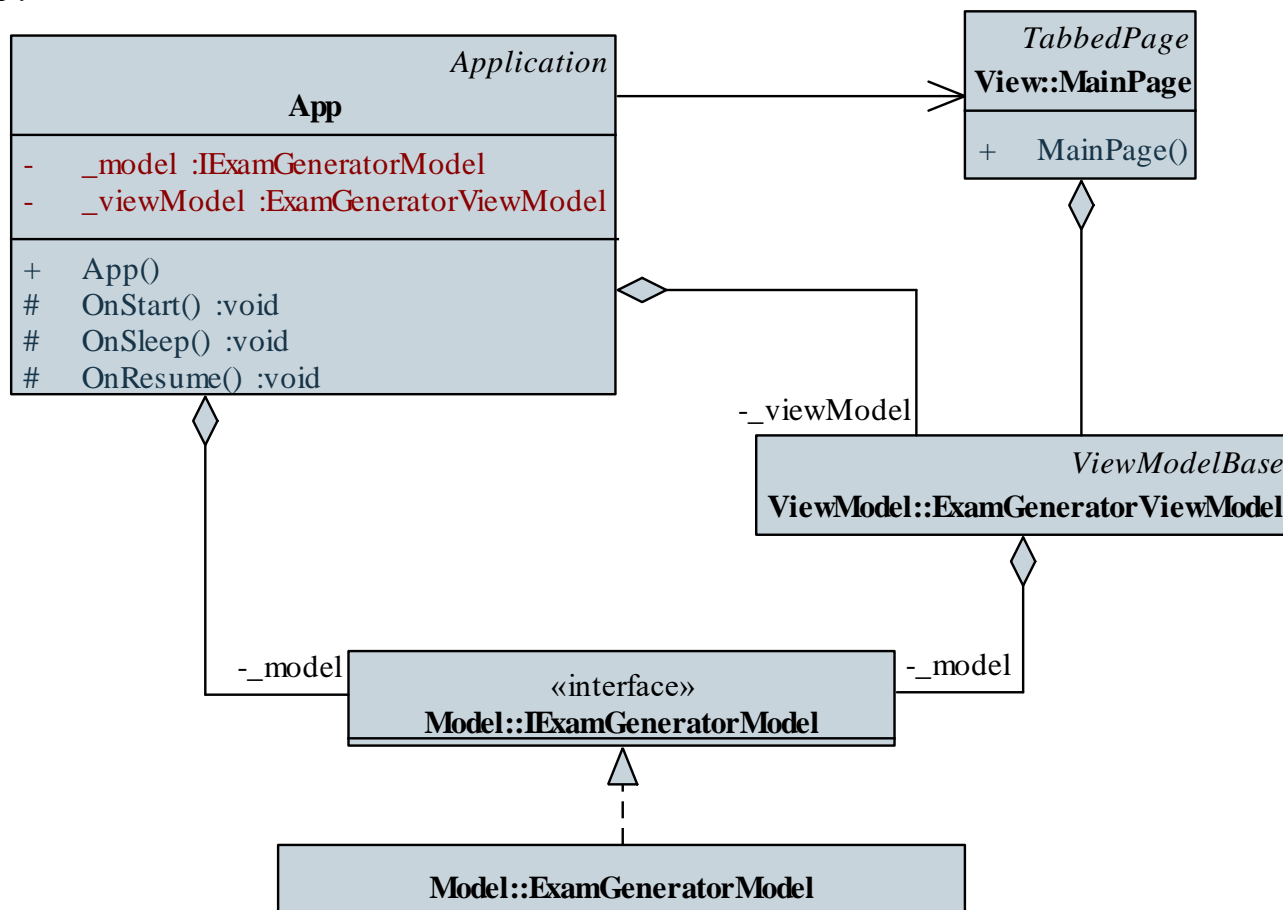 Application
App
- _model :IExamGeneratorModel
- _viewModel :ExamGeneratorViewModel
+ App()
# OnStart() :void
# OnSleep() :void
# OnResume() :void
TabbedPage
View::MainPage
+ MainPage()
-_viewModel
ViewModelBase
ViewModel::ExamGeneratorViewModel
-_model
-_model
«interface»
Model::IExamGeneratorModel
Model::ExamGeneratorModel